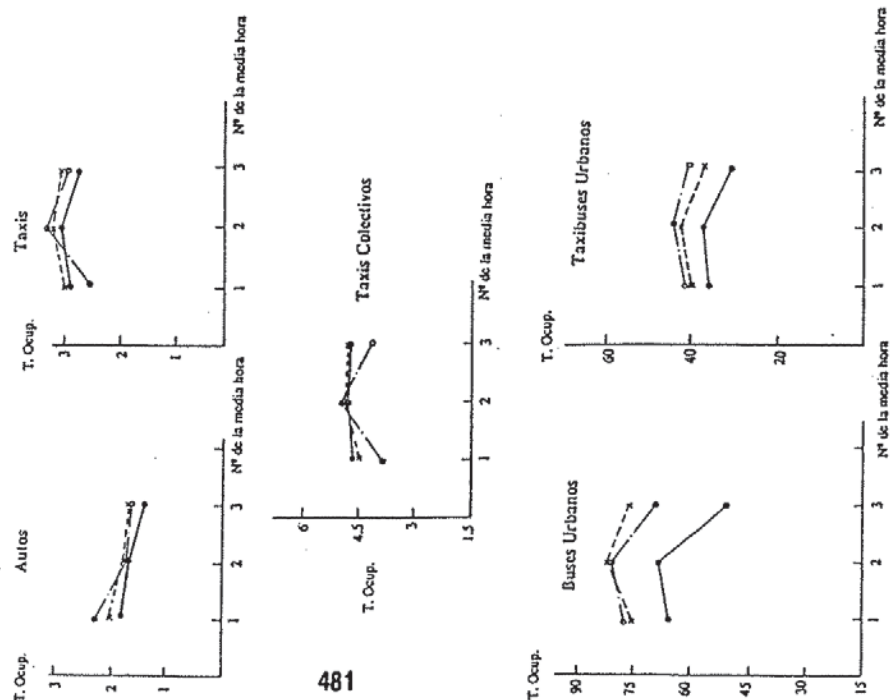 Autos
T. Ocup.
3
2
1
1
2
3
Nº de la media hora
Taxis
T. Ocup.
3
2
1
1
2
3
Nº de la media hora
Taxis Colectivos
T. Ocup.
6
4.5
3
1.5
1
2
3
Nº de la media hora
481
Buses Urbanos
T. Ocup.
90
75
60
45
30
15
1
2
3
Nº de la media hora
Taxibuses Urbanos
T. Ocup.
60
40
20
1
2
3
Nº de la media hora